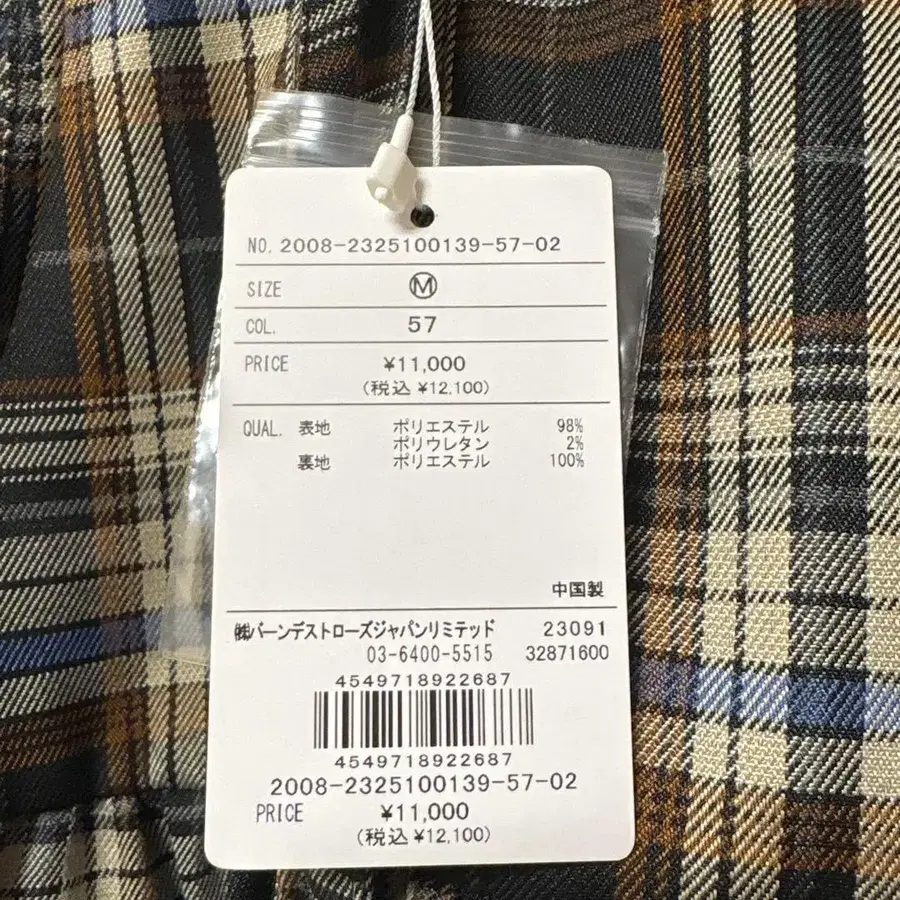 NO. 2008-2325100139-57-02
SIZE Ⓜ
COL. 57
PRICE ¥11,000
(税込 ¥12,100)
QUAL. 表地 ポリエステル 98%
ポリウレタン 2%
裏地 ポリエステル 100%
中国製
㈱バーンデストローズジャパンリミテッド 23091
03-6400-5515 32871600
4549718922687
4549718922687
2008-2325100139-57-02
PRICE ¥11,000
(税込 ¥12,100)